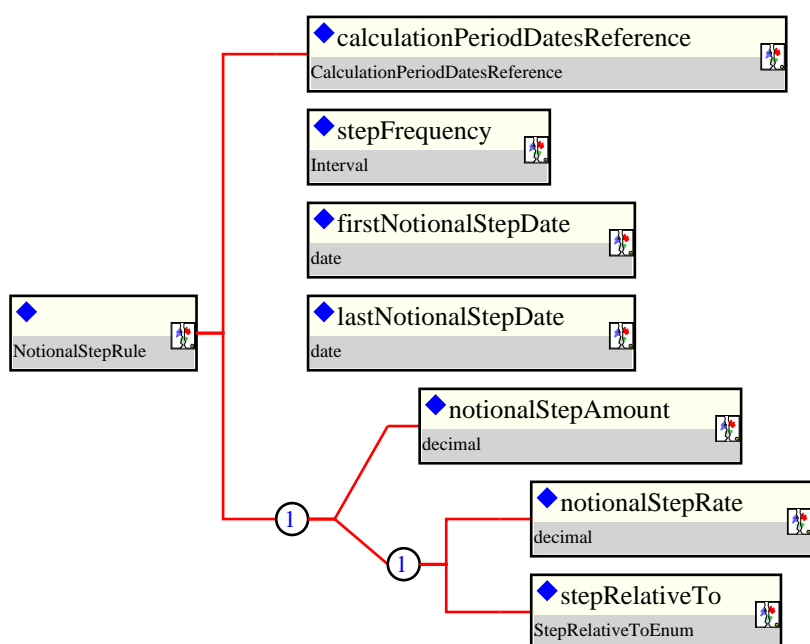 calculationPeriodDatesReference
CalculationPeriodDatesReference
stepFrequency
Interval
firstNotionalStepDate
date
NotionalStepRule
lastNotionalStepDate
date
notionalStepAmount
decimal
1
notionalStepRate
decimal
1
stepRelativeTo
StepRelativeToEnum